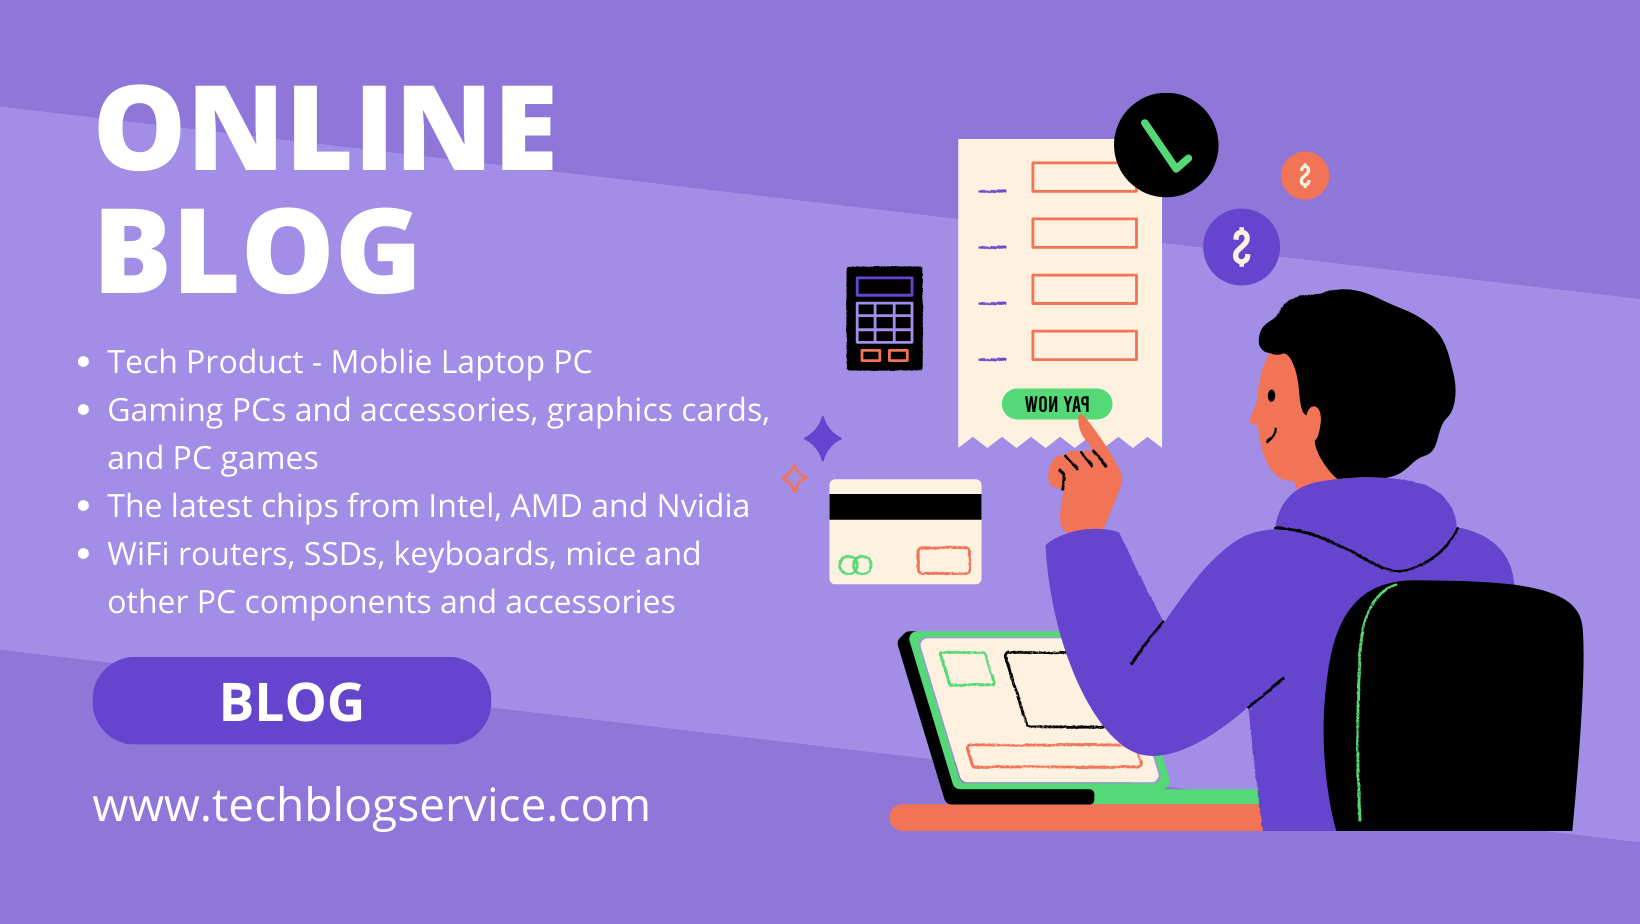 ONLINE
BLOG
• Tech Product - Moblie Laptop PC
• Gaming PCs and accessories, graphics cards,
and PC games
• The latest chips from Intel, AMD and Nvidia
• WiFi routers, SSDs, keyboards, mice and
other PC components and accessories
BLOG
www.techblogservice.com
PAY NOW
$
$